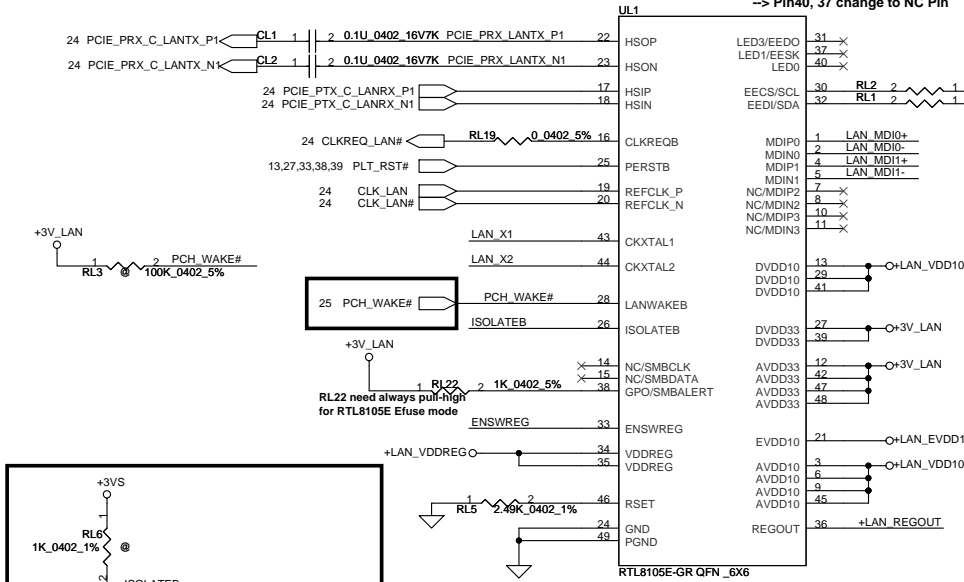 --> Pin40, 37 change to NC Pin
UL1
24 PCIE_PRX_C_LANTX_P1 CL1 1 2 0.1U_0402_16V7K PCIE_PRX_LANTX_P1 22 HSOP
24 PCIE_PRX_C_LANTX_N1 CL2 1 2 0.1U_0402_16V7K PCIE_PRX_LANTX_N1 23 HSON
24 PCIE_PTX_C_LANRX_P1 17 HSIP
24 PCIE_PTX_C_LANRX_N1 18 HSIN
24 CLKREQ_LAN# RL19 0_0402_5% 16 CLKREQB
13,27,33,38,39 PLT_RST# 25 PERSTB
24 CLK_LAN 19 REFCLK_P
24 CLK_LAN# 20 REFCLK_N
LAN_X1 43 CKXTAL1
LAN_X2 44 CKXTAL2
+3V_LAN
1 2 PCH_WAKE#
RL3 @ 100K_0402_5%
25 PCH_WAKE# PCH_WAKE# 28 LANWAKEB
ISOLATEB 26 ISOLATEB
+3V_LAN
14 NC/SMBCLK
15 NC/SMBDATA
1 RL22 2 1K_0402_5% 38 GPO/SMBALERT
RL22 need always pull-high
for RTL8105E Efuse mode
ENSWREG 33 ENSWREG
+LAN_VDDREG 34 VDDREG
35 VDDREG
1 2 46 RSET
RL5 2.49K_0402_1%
24 GND
49 PGND
LED3/EEDO 31
LED1/EESK 37
LED0 40
EECS/SCL 30 RL2 2 1
EEDI/SDA 32 RL1 2 1
MDIP0 1 LAN_MDI0+
MDIN0 2 LAN_MDI0-
MDIP1 4 LAN_MDI1+
MDIN1 5 LAN_MDI1-
NC/MDIP2 7
NC/MDIN2 8
NC/MDIP3 10
NC/MDIN3 11
DVDD10 13 +LAN_VDD10
DVDD10 29
DVDD10 41
DVDD33 27 +3V_LAN
DVDD33 39
AVDD33 12 +3V_LAN
AVDD33 42
AVDD33 47
AVDD33 48
EVDD10 21 +LAN_EVDD1
AVDD10 3 +LAN_VDD10
AVDD10 6
AVDD10 9
AVDD10 45
REGOUT 36 +LAN_REGOUT
RTL8105E-GR QFN _6X6
+3VS
1
RL6
1K_0402_1% @
2
ISOLATEB